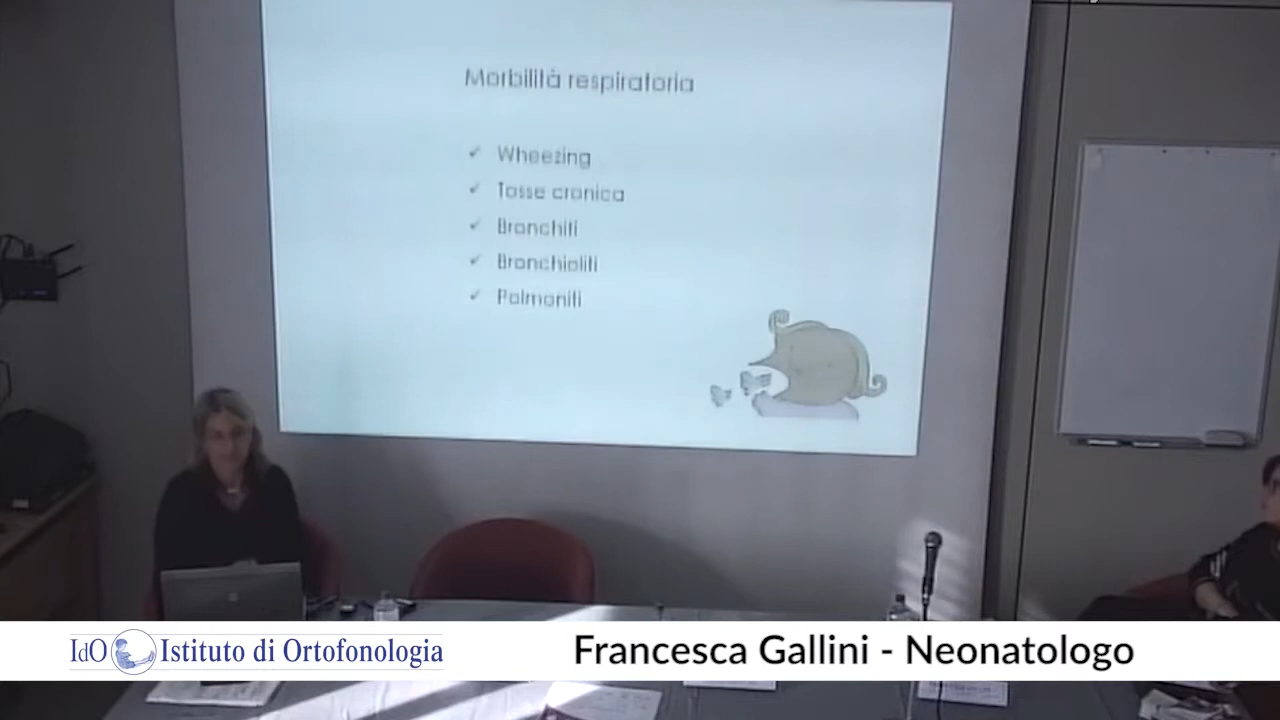 Morbilità respiratoria
✓ Wheezing
✓ Tosse cronica
✓ Bronchiti
✓ Bronchioliti
✓ Polmoniti
IdO Istituto di Ortofonologia
Francesca Gallini - Neonatologo